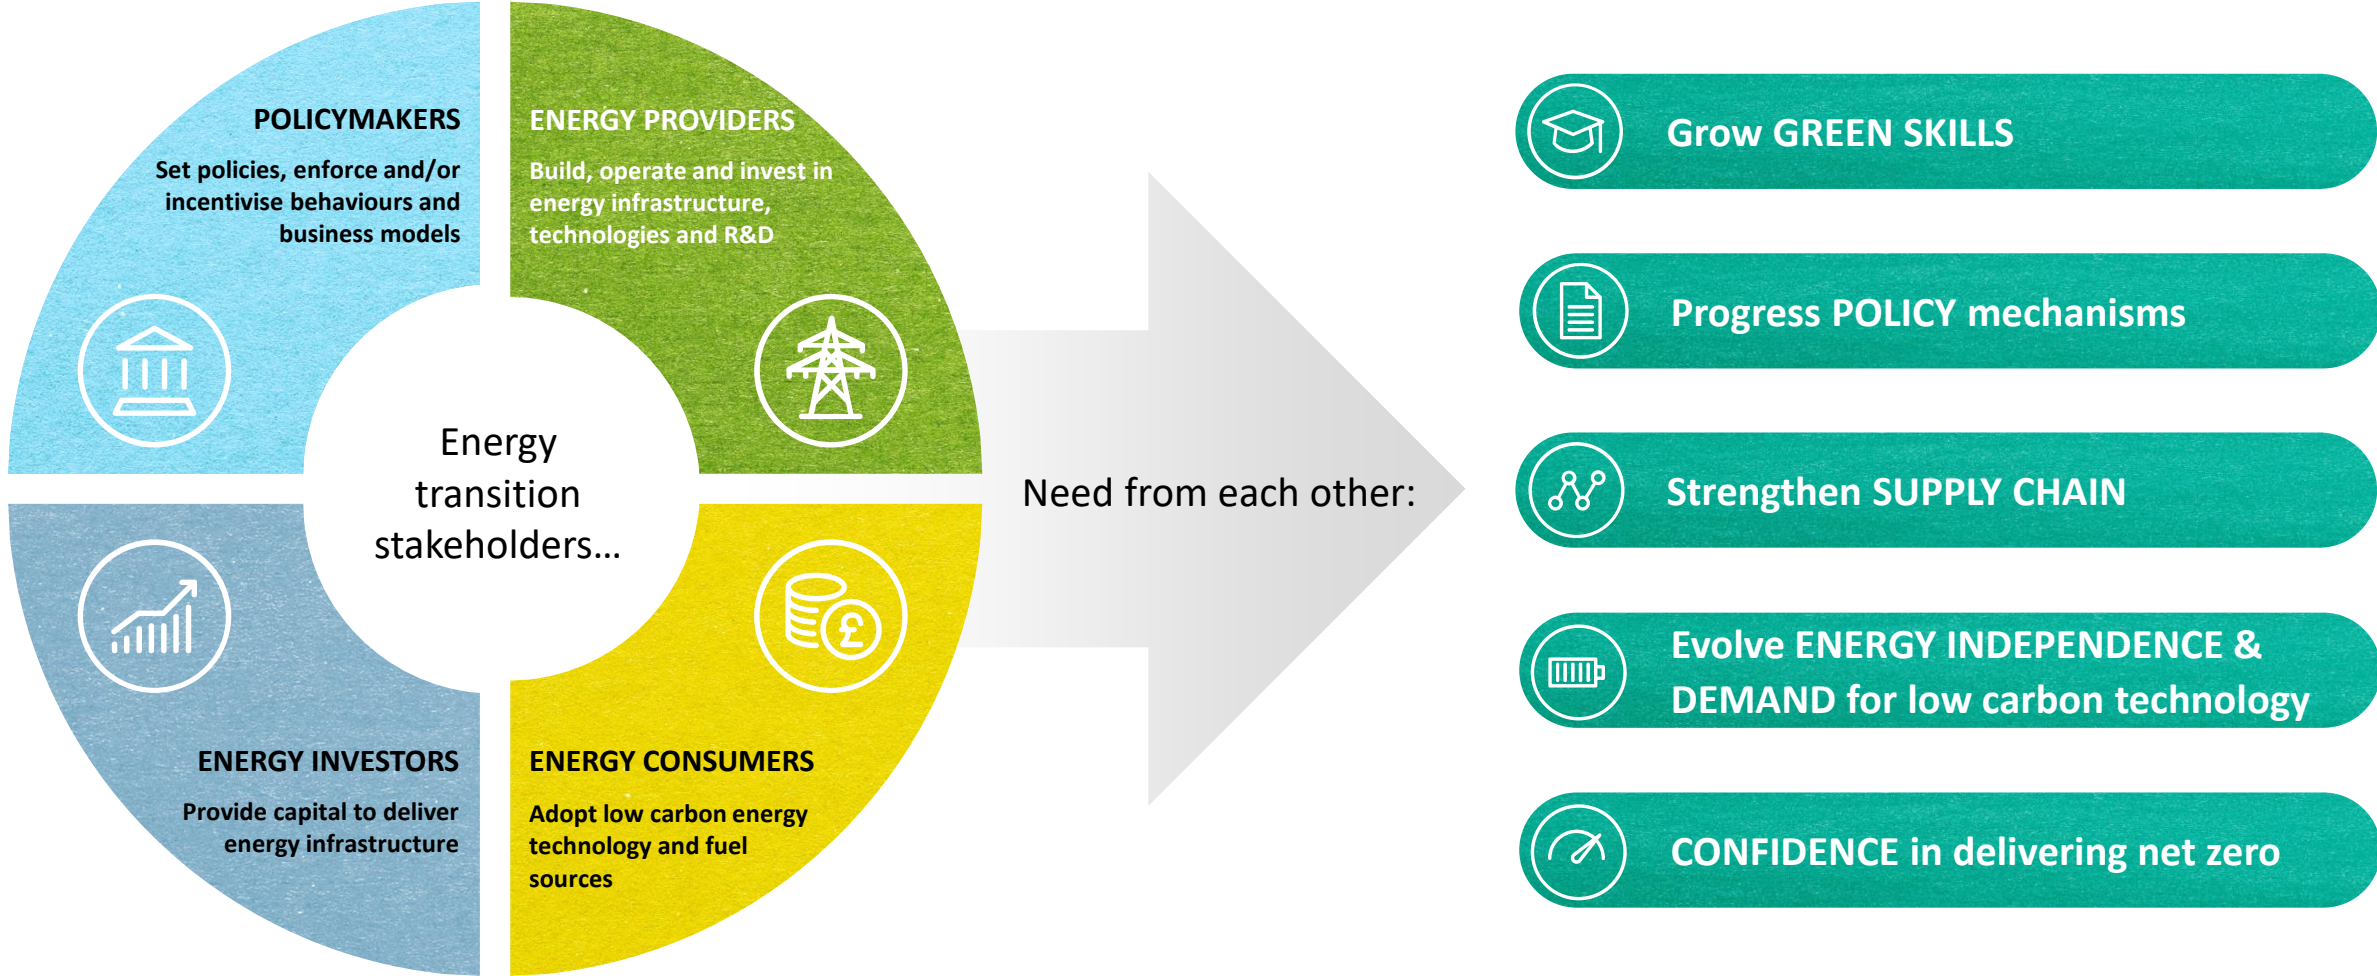 POLICYMAKERS
Set policies, enforce and/or
incentivise behaviours and
business models
ENERGY PROVIDERS
Build, operate and invest in
energy infrastructure,
technologies and R&D
Energy
transition
stakeholders...
ENERGY INVESTORS
Provide capital to deliver
energy infrastructure
ENERGY CONSUMERS
Adopt low carbon energy
technology and fuel
sources
£
Need from each other:
Grow GREEN SKILLS
Progress POLICY mechanisms
Strengthen SUPPLY CHAIN
Evolve ENERGY INDEPENDENCE &
DEMAND for low carbon technology
CONFIDENCE in delivering net zero